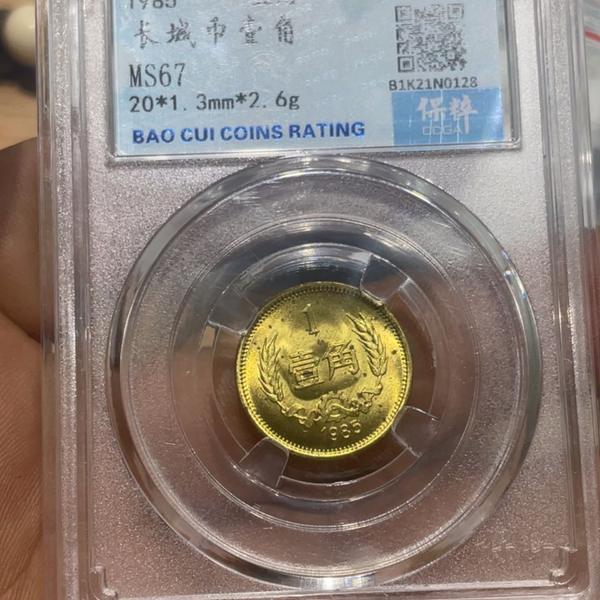 1985
长城币壹角
MS67
20*1.3mm*2.6g
BAO CUI COINS RATING
B1K21N0128
保粹
1
壹角
1985